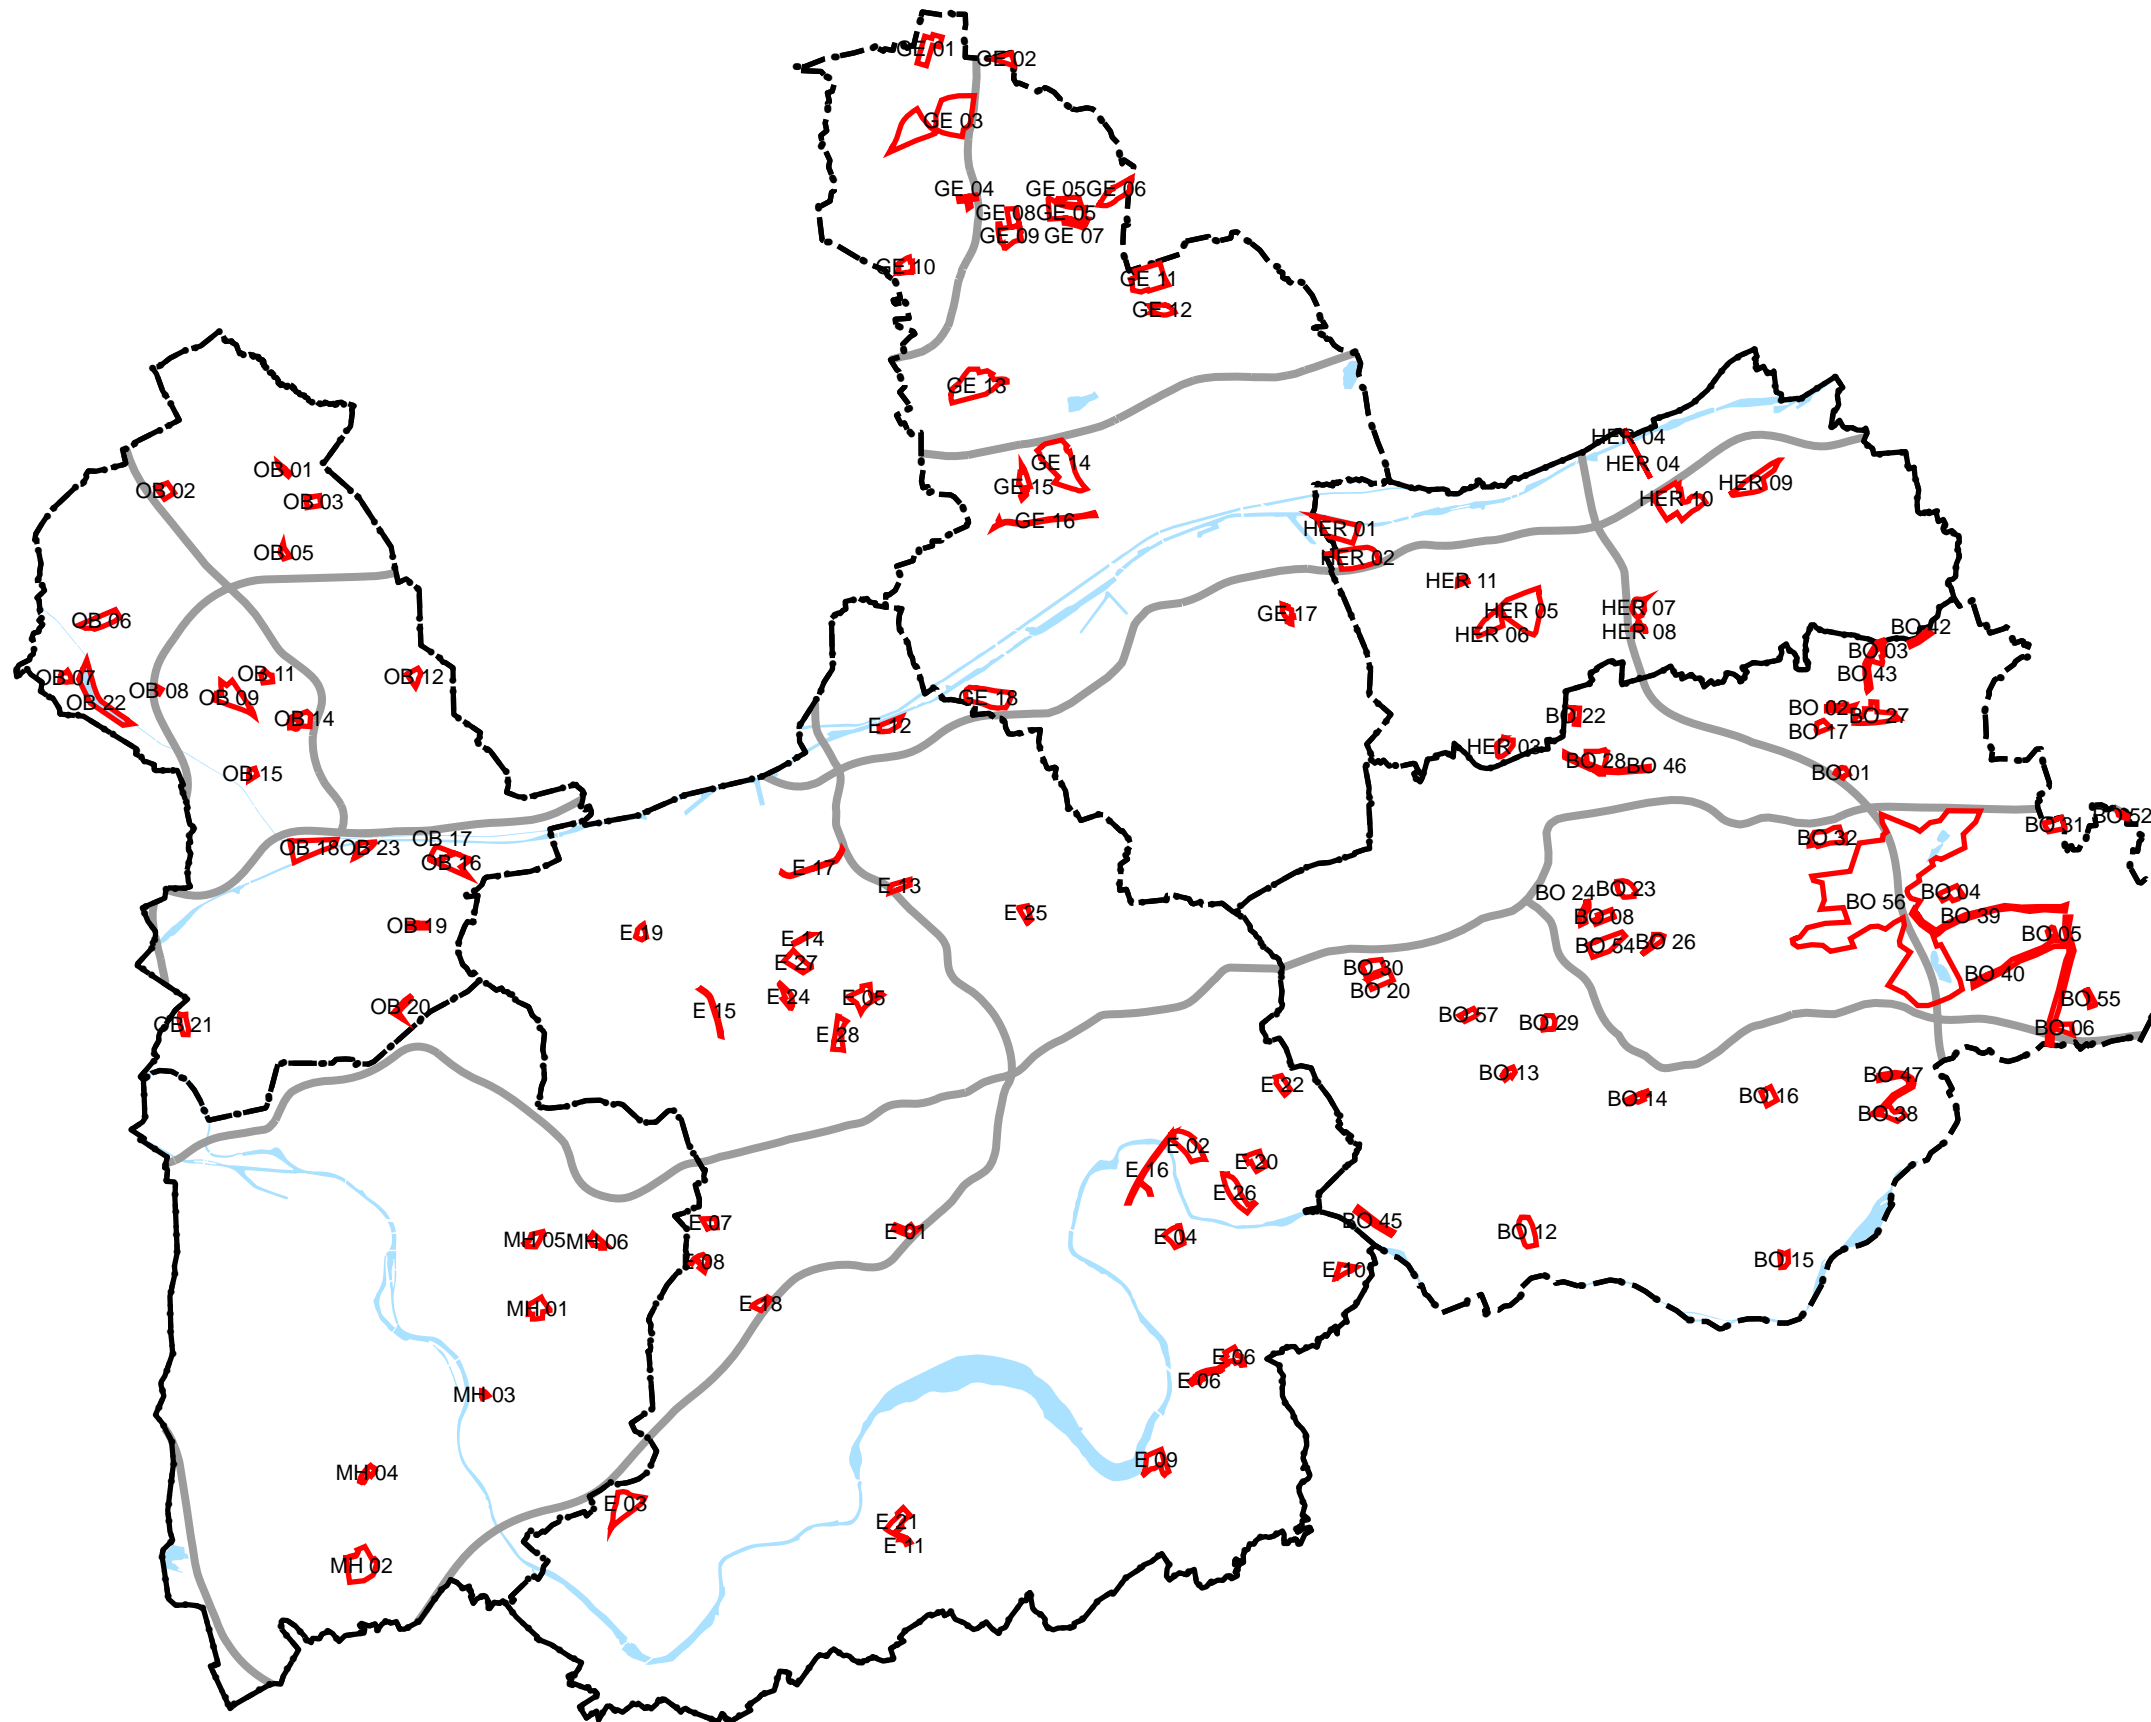 GE 01
GE 02
GE 03
GE 04
GE 05
GE 06
GE 08
GE 05
GE 09
GE 07
GE 10
GE 11
GE 12
GE 13
GE 14
GE 15
GE 16
GE 17
GE 18
HER 04
HER 04
HER 09
HER 10
HER 01
HER 02
HER 11
HER 05
HER 06
HER 07
HER 08
HER 03
OB 01
OB 02
OB 03
OB 05
OB 06
OB 07
OB 22
OB 08
OB 09
OB 11
OB 12
OB 14
OB 15
OB 17
OB 18
OB 23
OB 16
OB 19
OB 20
OB 21
BO 42
BO 03
BO 43
BO 02
BO 27
BO 17
BO 22
BO 28
BO 46
BO 01
BO 52
BO 31
BO 32
BO 24
BO 23
BO 08
BO 54
BO 26
BO 56
BO 04
BO 39
BO 05
BO 40
BO 55
BO 06
BO 30
BO 20
BO 57
BO 29
BO 13
BO 14
BO 16
BO 47
BO 38
BO 45
BO 12
BO 15
E 12
E 17
E 13
E 25
E 19
E 14
E 27
E 24
E 05
E 15
E 28
E 22
E 02
E 16
E 20
E 26
E 04
E 10
E 07
E 08
E 01
E 18
E 06
E 06
E 09
E 03
E 21
E 11
MH 05
MH 06
MH 01
MH 03
MH 04
MH 02